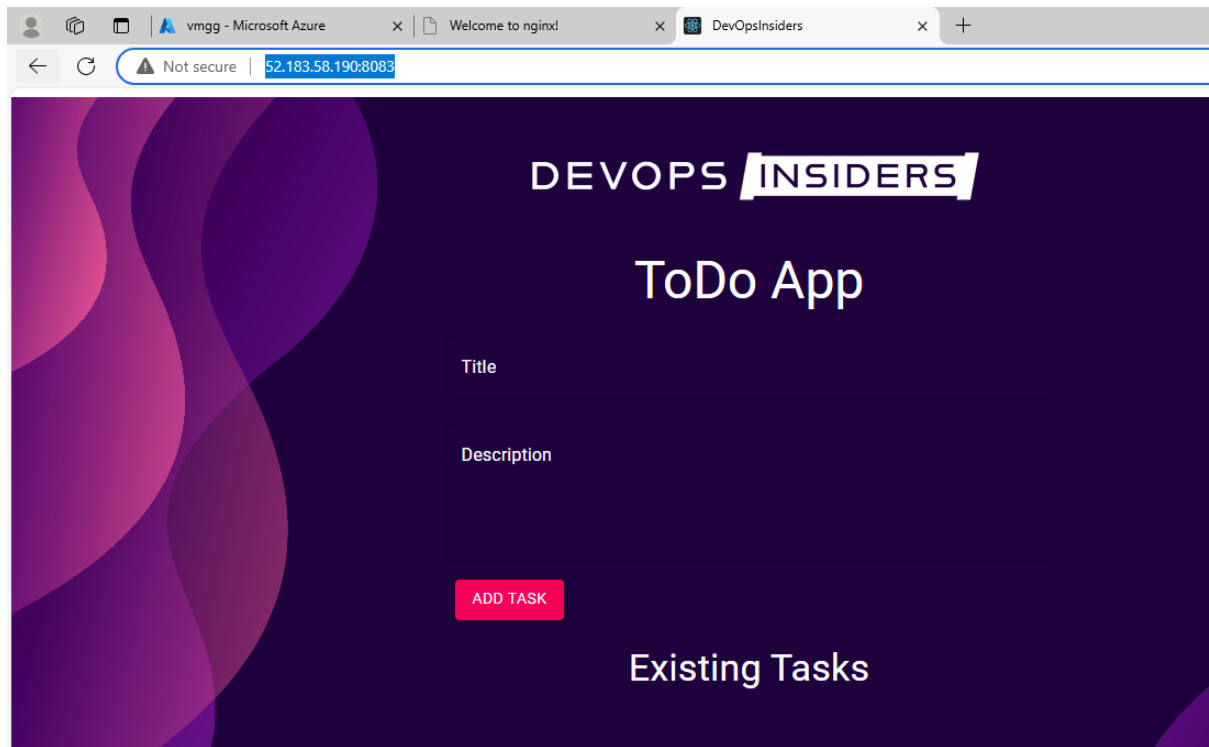 vmgg - Microsoft Azure
Welcome to nginx!
DevOpsInsiders
Not secure
52.183.58.190:8083
DEVOPS INSIDERS
ToDo App
Title
Description
ADD TASK
Existing Tasks